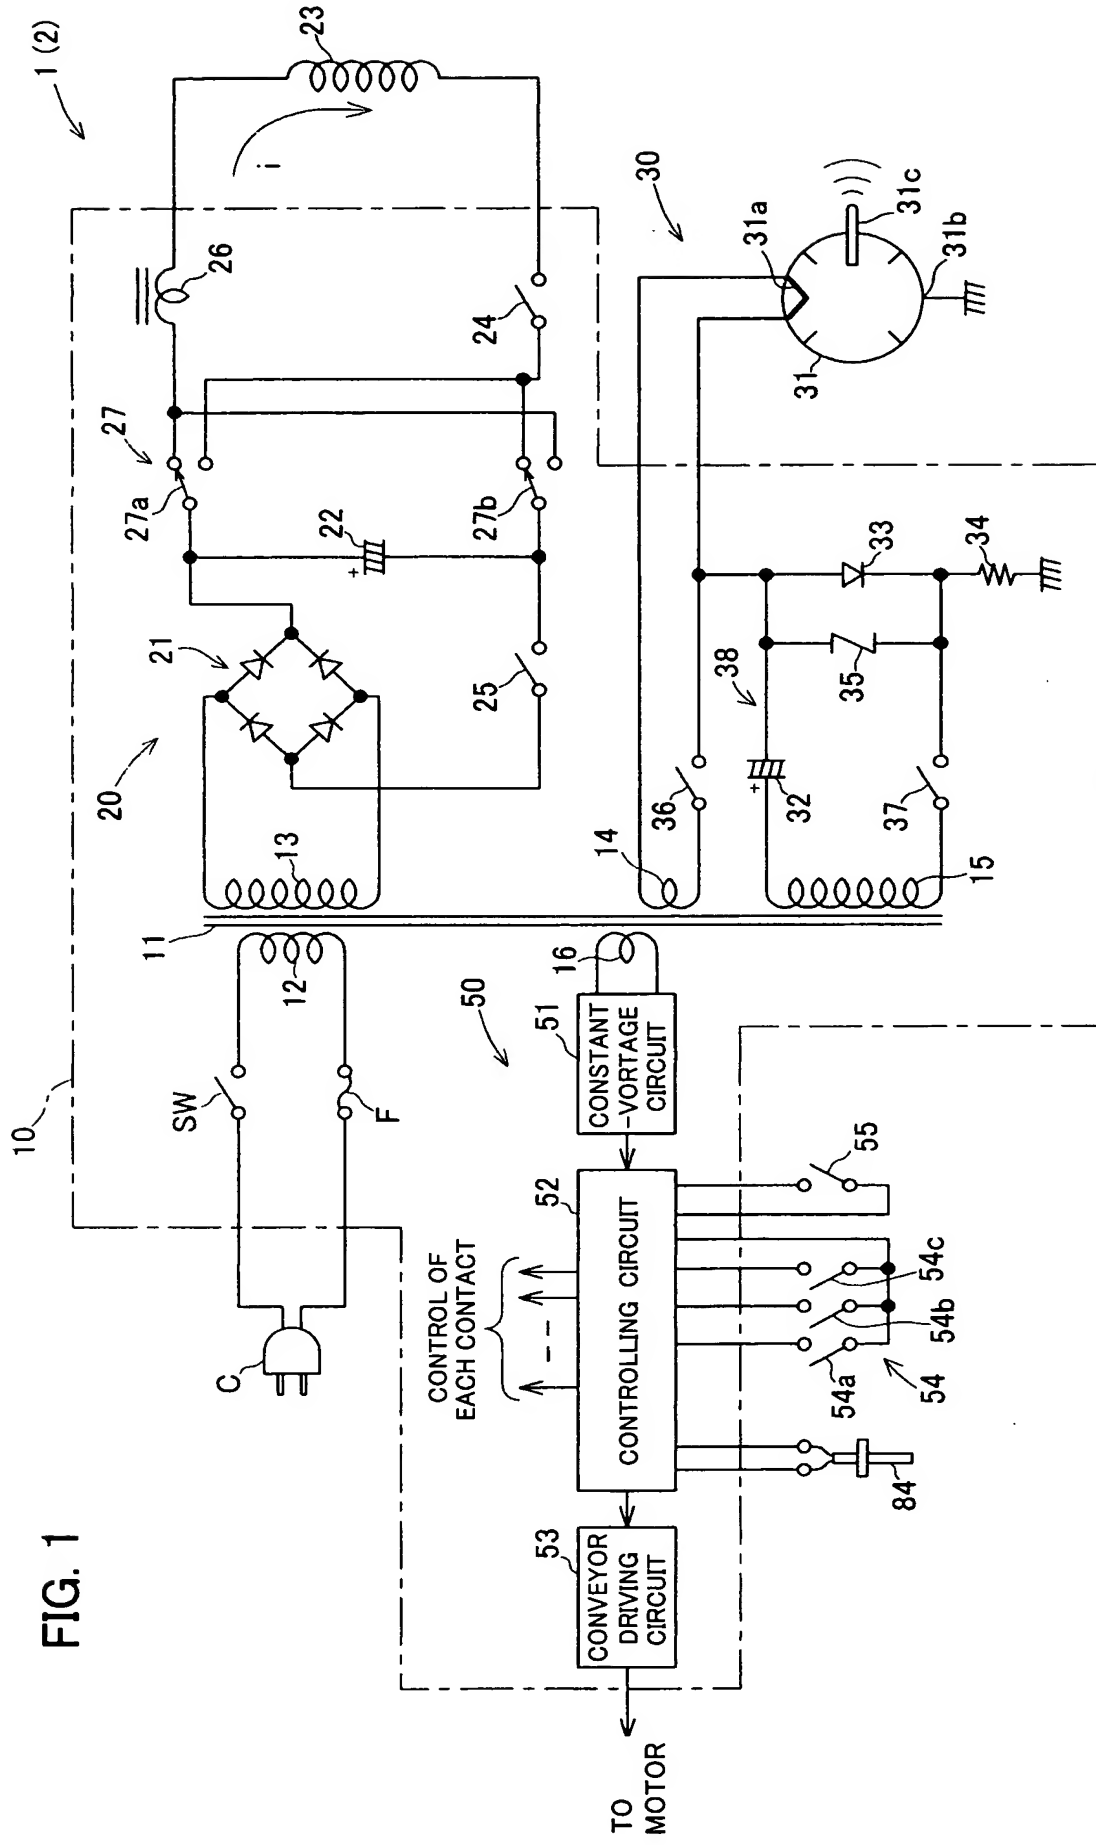 FIG. 1
1 (2)
10
C
SW
F
11
12
13
20
21
22
25
27
27a
27b
24
26
23
i
50
16
51
CONSTANT
-VORTAGE
CIRCUIT
52
CONTROLLING CIRCUIT
CONTROL OF
EACH CONTACT
53
CONVEYOR
DRIVING
CIRCUIT
TO
MOTOR
84
54a
54b
54c
54
55
14
36
15
+
32
37
38
35
33
34
+
30
31
31a
31b
31c